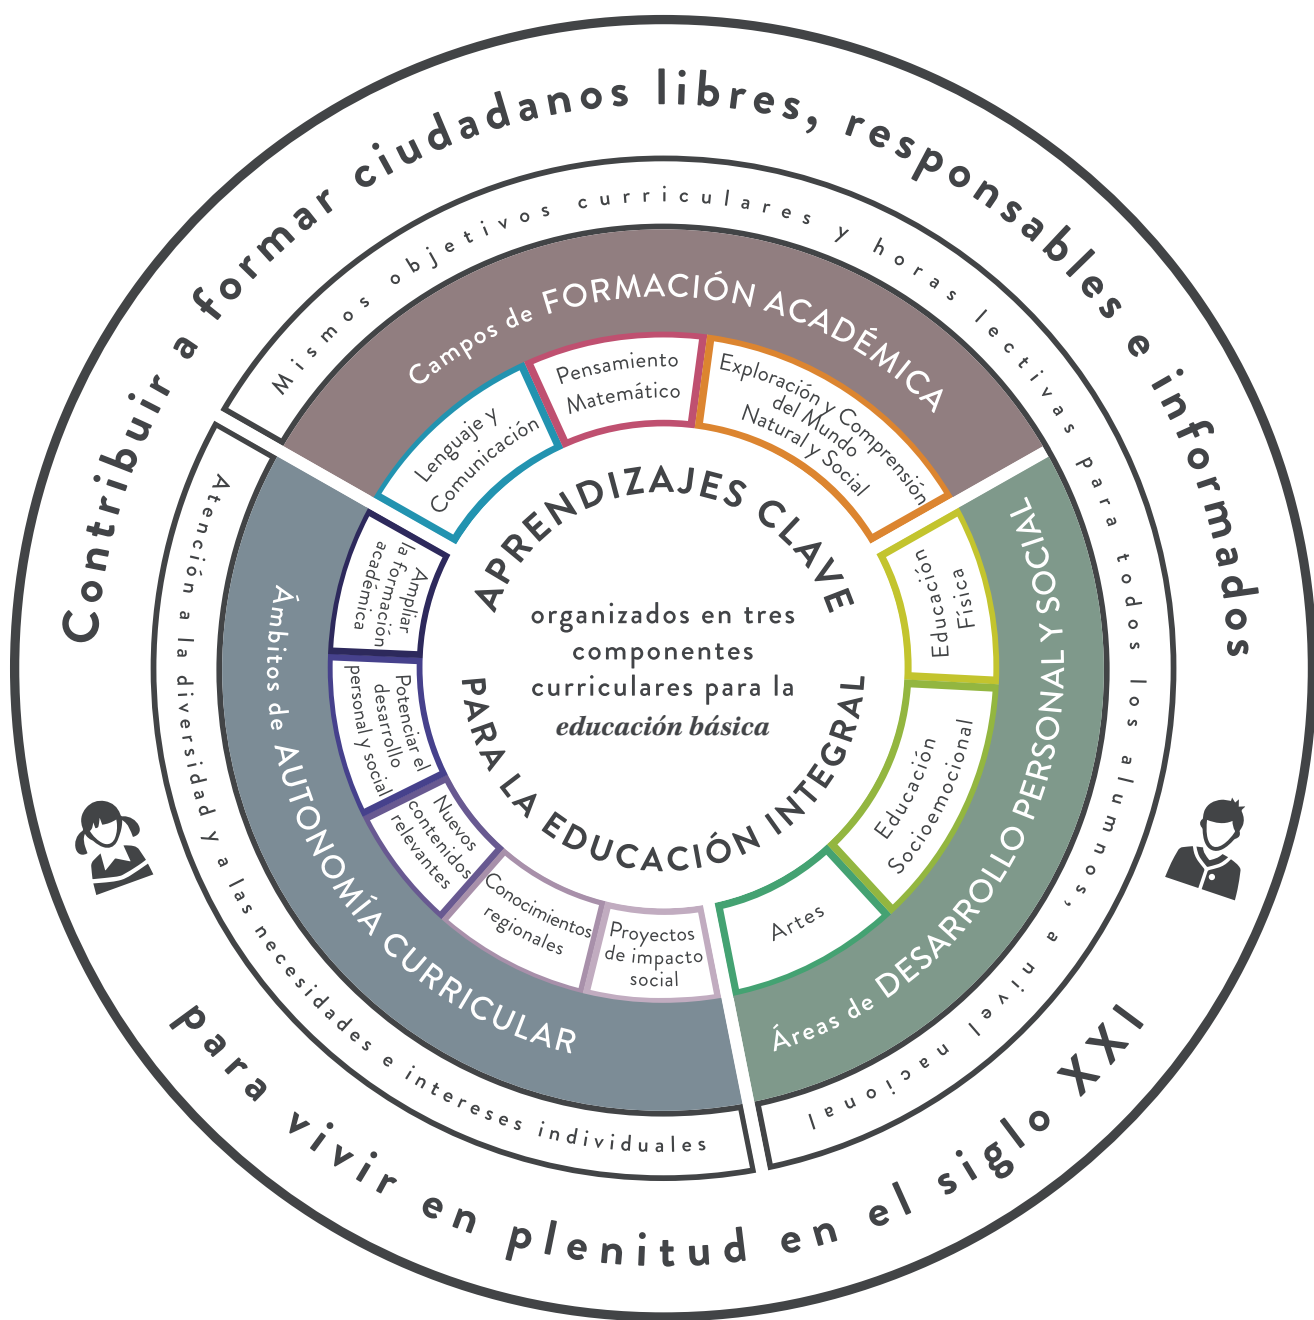 Contribuir a formar ciudadanos libres, responsables e informados
para vivir en plenitud en el siglo XXI
Mismos objetivos curriculares y horas lectivas para todos los alumnos, a nivel nacional
Atención a la diversidad y a las necesidades e intereses individuales
Campos de FORMACIÓN ACADÉMICA
Lenguaje y
Comunicación
Pensamiento
Matemático
Exploración y Comprensión
del Mundo
Natural y Social
Áreas de DESARROLLO PERSONAL Y SOCIAL
Educación
Física
Educación
Socioemocional
Artes
Ámbitos de AUTONOMÍA CURRICULAR
Ampliar
la formación
académica
Potenciar el
desarrollo
personal y social
Nuevos
contenidos
relevantes
Conocimientos
regionales
Proyectos
de impacto
social
APRENDIZAJES CLAVE
organizados en tres
componentes
curriculares para la
educación básica
PARA LA EDUCACIÓN INTEGRAL